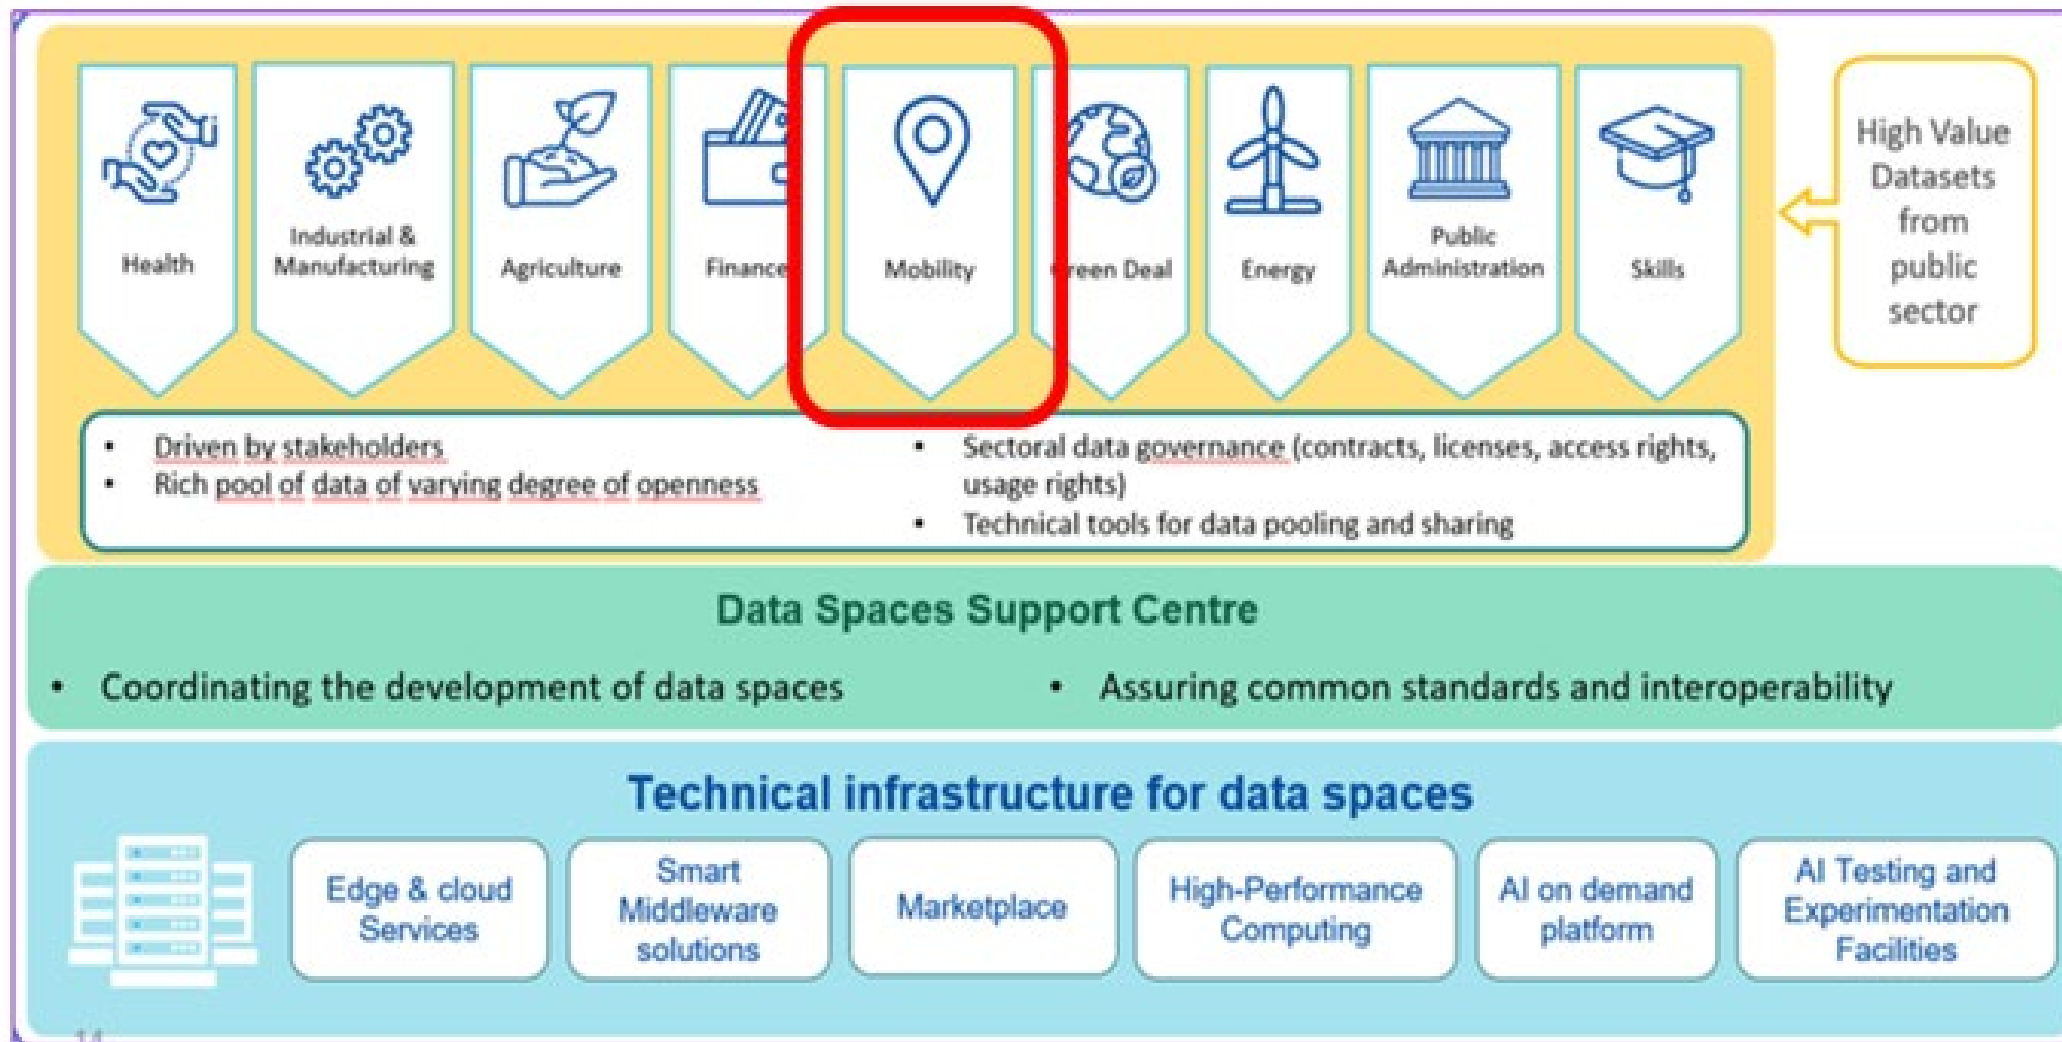 Health
Industrial &
Manufacturing
Agriculture
Finance
Mobility
reen Deal
Energy
Public
Administration
Skills
High Value
Datasets
from
public
sector
• Driven by stakeholders
• Rich pool of data of varying degree of openness
• Sectoral data governance (contracts, licenses, access rights,
usage rights)
• Technical tools for data pooling and sharing
Data Spaces Support Centre
• Coordinating the development of data spaces
• Assuring common standards and interoperability
Technical infrastructure for data spaces
Edge & cloud
Services
Smart
Middleware
solutions
Marketplace
High-Performance
Computing
AI on demand
platform
AI Testing and
Experimentation
Facilities
14